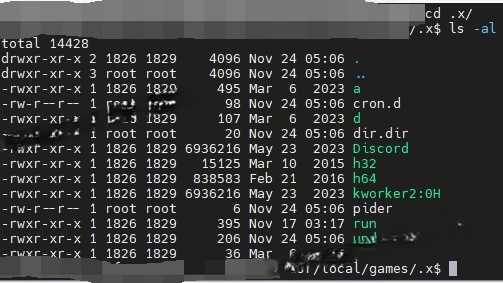 cd .x/
/.x$ ls -al
total 14428
drwxr-xr-x 2 1826 1829 4096 Nov 24 05:06 .
drwxr-xr-x 3 root root 4096 Nov 24 05:06 ..
-rwxr-xr-x 1 1826 1829 495 Mar 6 2023 a
-rw-r--r-- 1 root root 98 Nov 24 05:06 cron.d
-rwxr-xr-x 1 1826 1829 107 Mar 6 2023 d
-rw-r--r-- 1 root root 20 Nov 24 05:06 dir.dir
-rwxr-xr-x 1 1826 1829 6936216 May 23 2023 Discord
-rwxr-xr-x 1 1826 1829 15125 Mar 10 2015 h32
-rwxr-xr-x 1 1826 1829 838583 Feb 21 2016 h64
-rwxr-xr-x 1 1826 1829 6936216 May 23 2023 kworker2:0H
-rw-r--r-- 1 root root 6 Nov 24 05:06 pider
-rwxr-xr-x 1 1826 1829 395 Nov 17 03:17 run
-rwxr-xr-x 1 1826 1829 206 Nov 24 05:06
-rwxr-xr-x 1 1826 1829 36 Mar
/local/games/.x$